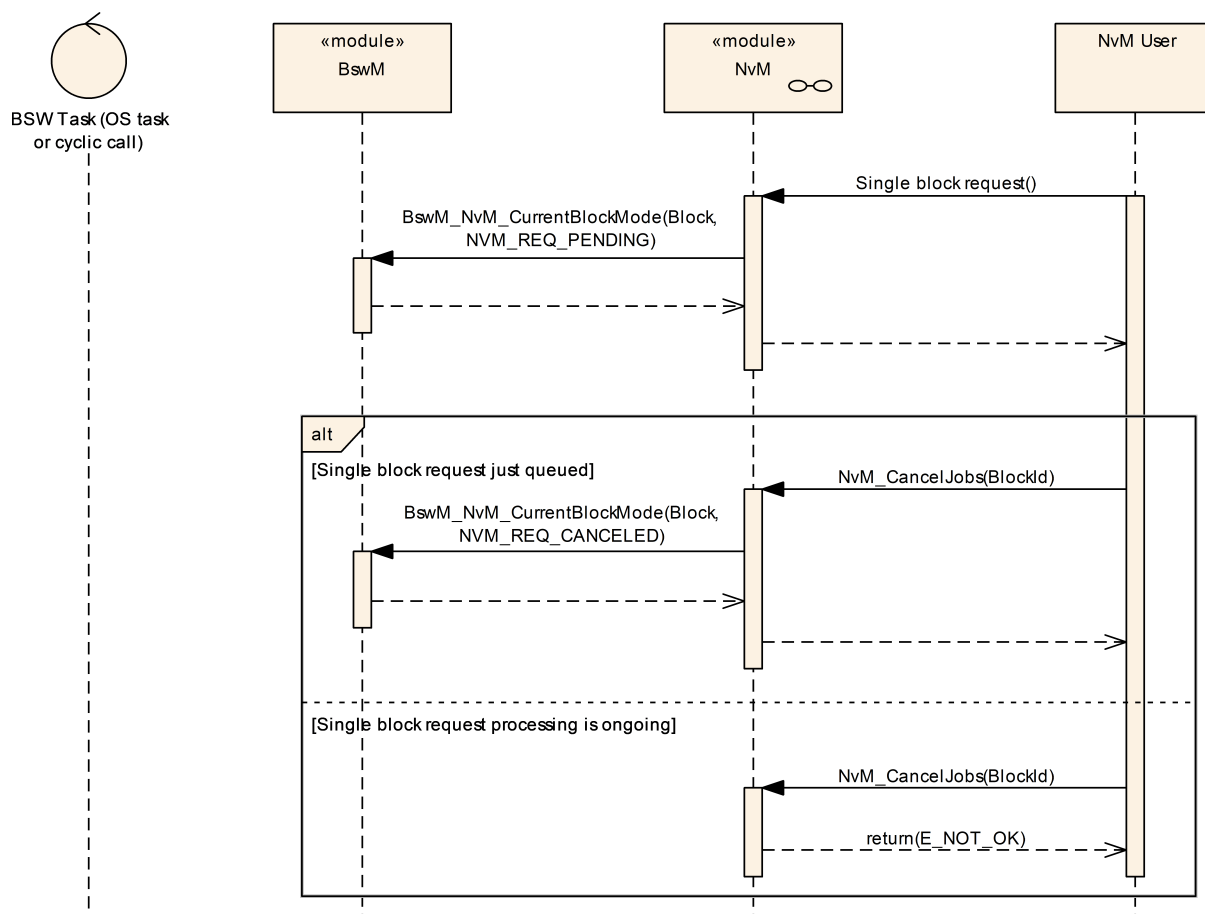 «module»
BswM
«module»
NvM
NvM User
BSW Task (OS task
or cyclic call)
Single block request()
BswM_NvM_CurrentBlockMode(Block,
NVM_REQ_PENDING)
alt
[Single block request just queued]
NvM_CancelJobs(BlockId)
BswM_NvM_CurrentBlockMode(Block,
NVM_REQ_CANCELED)
[Single block request processing is ongoing]
NvM_CancelJobs(BlockId)
return(E_NOT_OK)